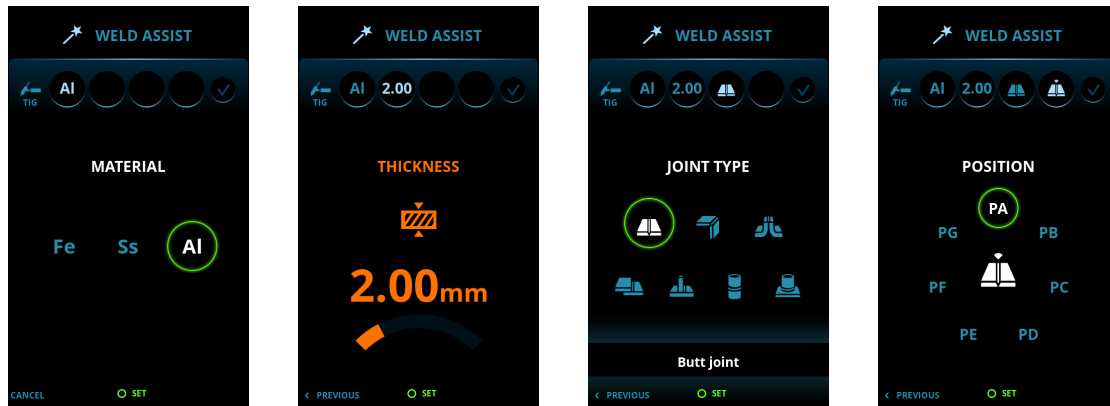 WELD ASSIST
TIG
Al
MATERIAL
Fe Ss Al
CANCEL
SET
WELD ASSIST
TIG
Al 2.00
THICKNESS
2.00mm
‹ PREVIOUS
SET
WELD ASSIST
TIG
Al 2.00
JOINT TYPE
Butt joint
‹ PREVIOUS
SET
WELD ASSIST
TIG
Al 2.00
POSITION
PA
PG PB
PF PC
PE PD
‹ PREVIOUS
SET